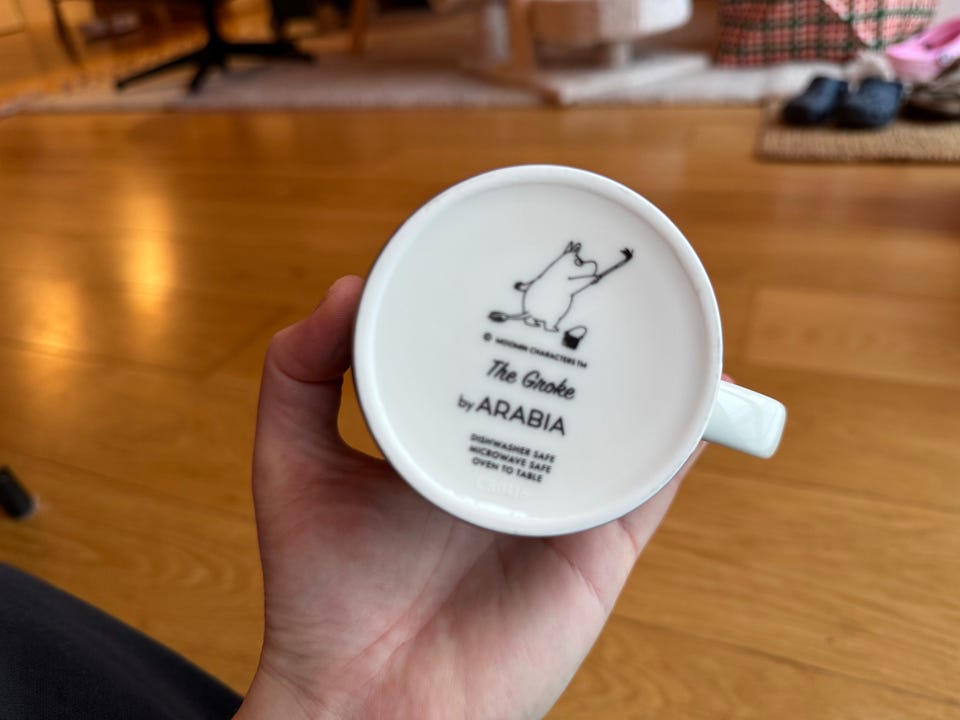 © MOOMIN CHARACTERS™
The Groke
by ARABIA
DISHWASHER SAFE
MICROWAVE SAFE
OVEN TO TABLE